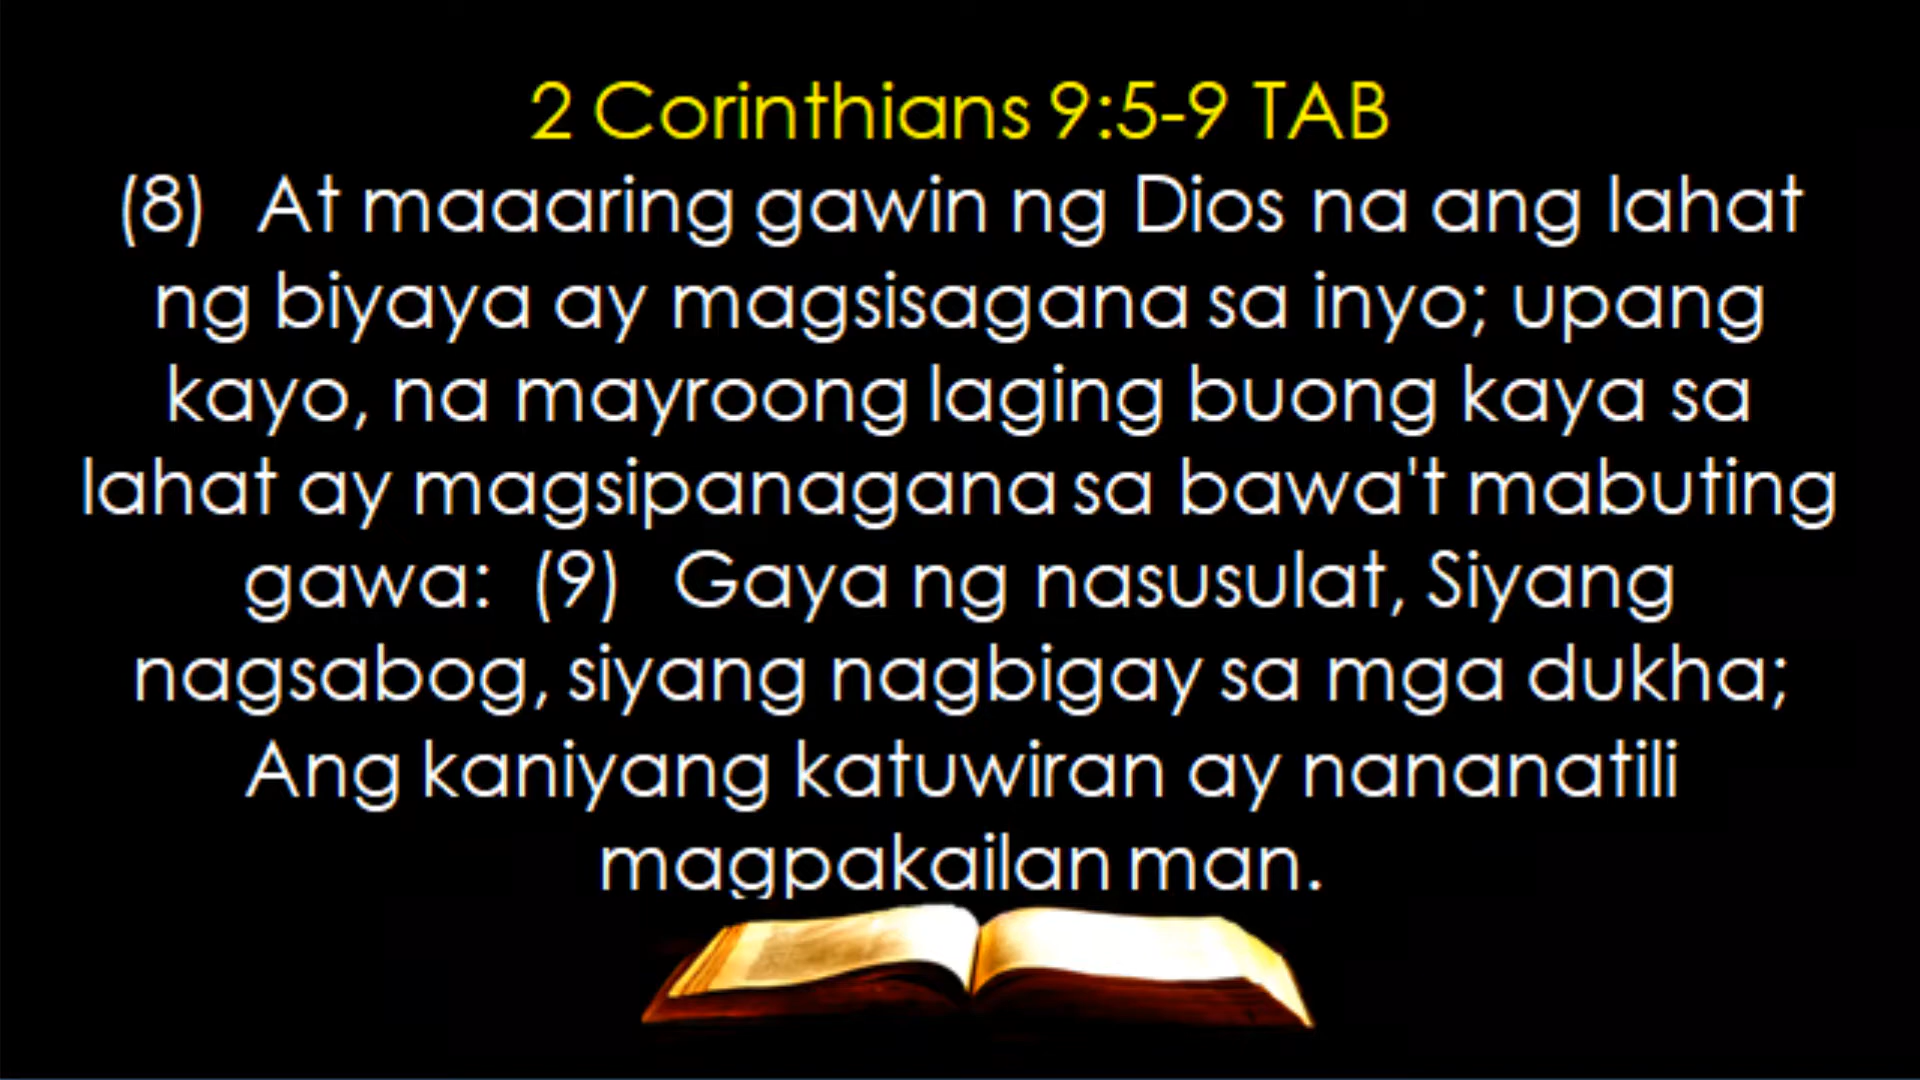 2 Corinthians 9:5-9 TAB
(8) At maaaring gawin ng Dios na ang lahat
ng biyaya ay magsisagana sa inyo; upang
kayo, na mayroong laging buong kaya sa
lahat ay magsipanagana sa bawa't mabuting
gawa: (9) Gaya ng nasusulat, Siyang
nagsabog, siyang nagbigay sa mga dukha;
Ang kaniyang katuwiran ay nananatili
magpakailan man.